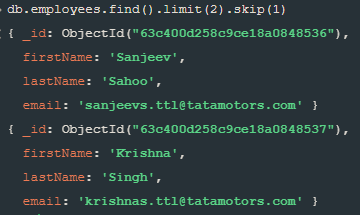 > db.employees.find().limit(2).skip(1)
{ _id: ObjectId("63c400d258c9ce18a0848536"),
firstName: 'Sanjeev',
lastName: 'Sahoo',
email: 'sanjeevs.ttl@tatamotors.com' }
{ _id: ObjectId("63c400d258c9ce18a0848537"),
firstName: 'Krishna',
lastName: 'Singh',
email: 'krishnas.ttl@tatamotors.com' }